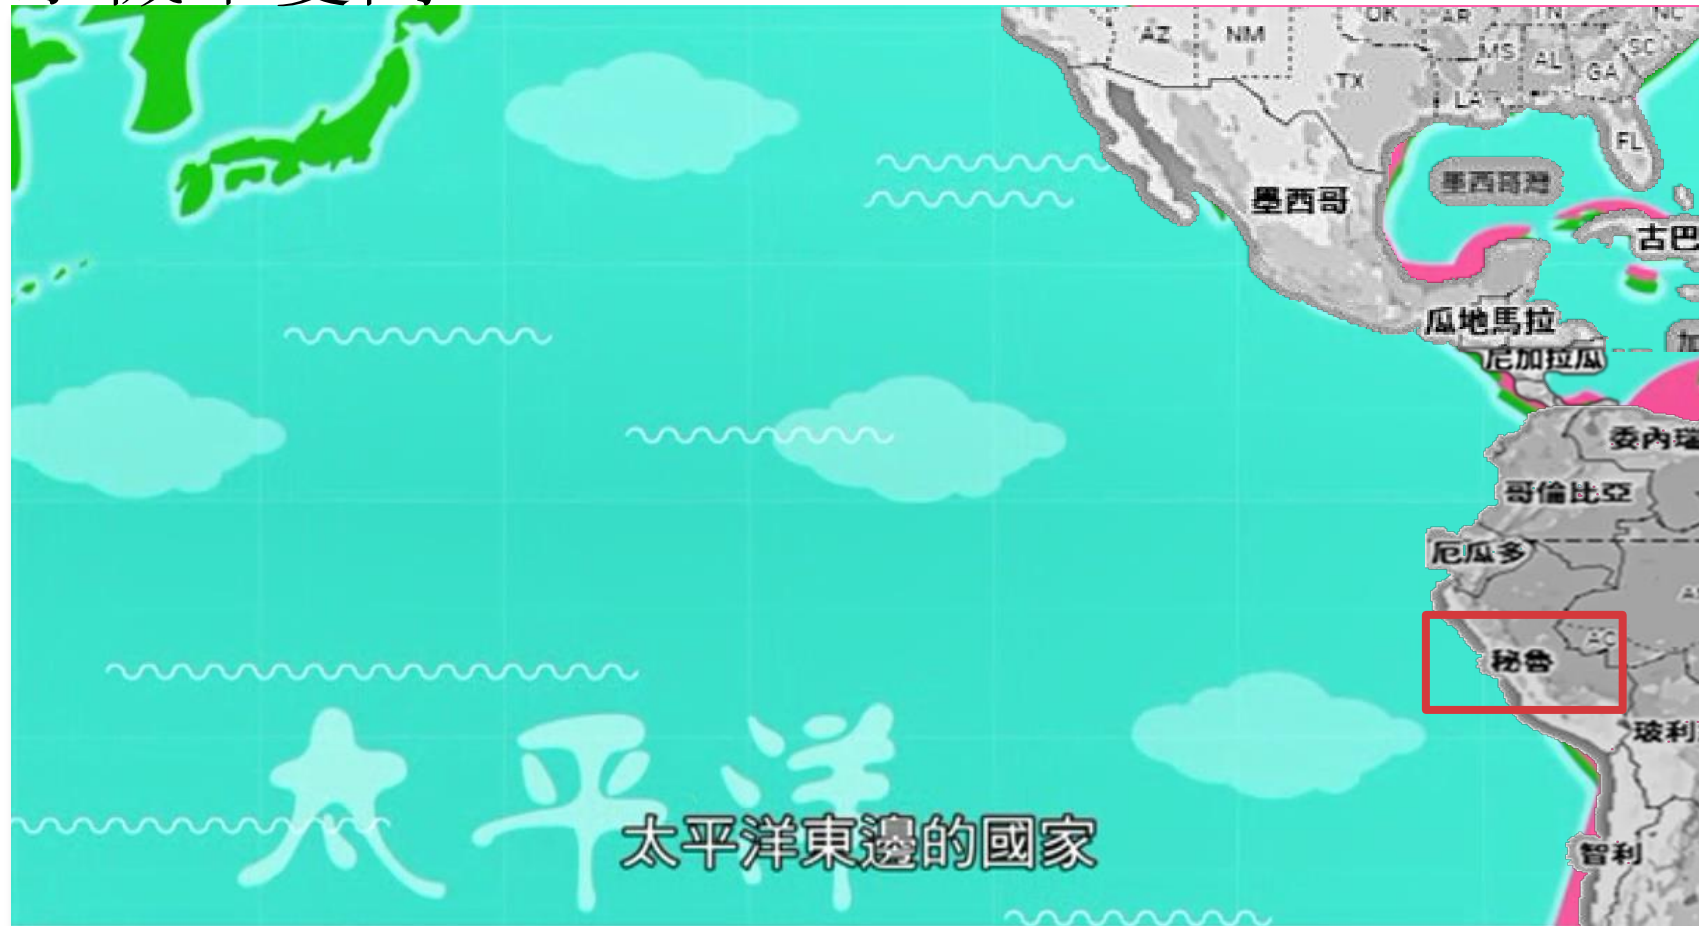 OK
AR
TN
NC
AZ
NM
MS
AL
SC
GA
TX
LA
FL
墨西哥
墨西哥灣
古巴
瓜地馬拉
尼加拉瓜
委內瑞
哥倫比亞
厄瓜多
AC
秘魯
玻利
智利
太平洋
太平洋東邊的國家